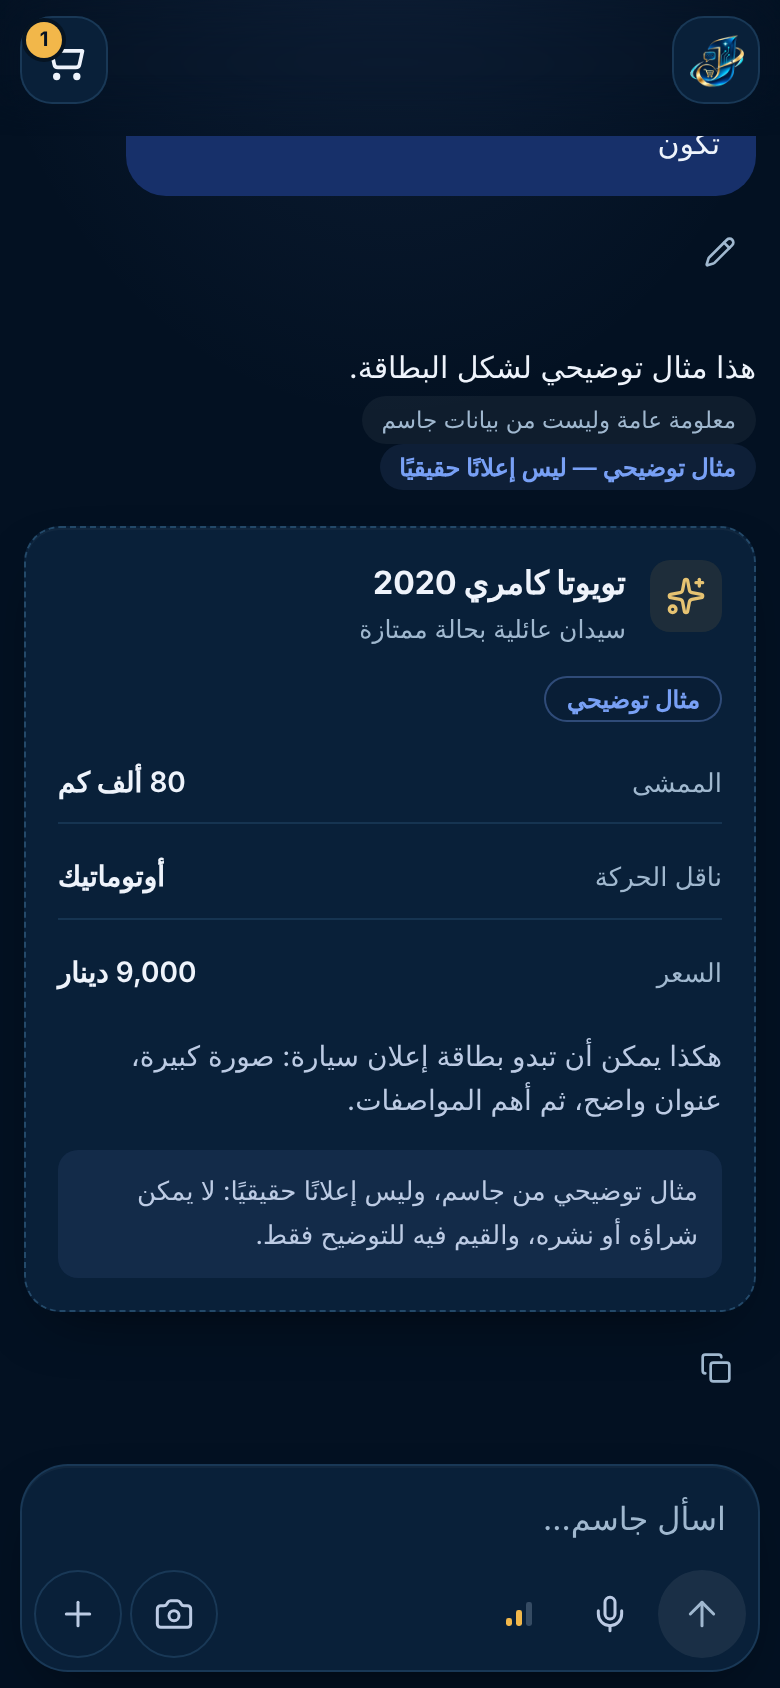 1
تكون
هذا مثال توضيحي لشكل البطاقة.
معلومة عامة وليست من بيانات جاسم
مثال توضيحي — ليس إعلانًا حقيقيًا
تويوتا كامري 2020
سيدان عائلية بحالة ممتازة
مثال توضيحي
الممشى 80 ألف كم
ناقل الحركة أوتوماتيك
السعر 9,000 دينار
هكذا يمكن أن تبدو بطاقة إعلان سيارة: صورة كبيرة،
عنوان واضح، ثم أهم المواصفات.
مثال توضيحي من جاسم، وليس إعلانًا حقيقيًا: لا يمكن
شراؤه أو نشره، والقيم فيه للتوضيح فقط.
اسأل جاسم...